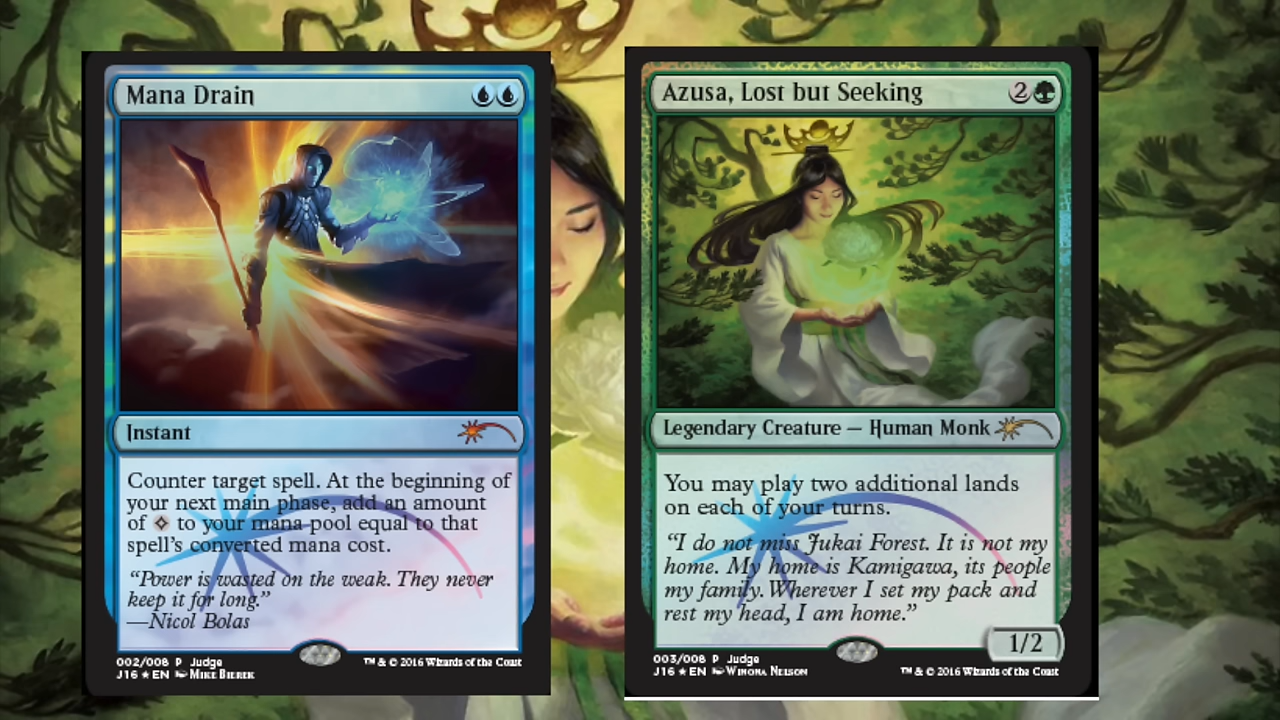 Mana Drain
Instant
Counter target spell. At the beginning of
your next main phase, add an amount
of to your mana pool equal to that
spell's converted mana cost.
"Power is wasted on the weak. They never
keep it for long."
—Nicol Bolas
002/008 P Judge
J16 ★ EN Mike Bierek
™ & © 2016 Wizards of the Coast
Azusa, Lost but Seeking
2
Legendary Creature — Human Monk
You may play two additional lands
on each of your turns.
"I do not miss Jukai Forest. It is not my
home. My home is Kamigawa, its people
my family. Wherever I set my pack and
rest my head, I am home."
1/2
003/008 P Judge
J16 ★ EN Winona Nelson
™ & © 2016 Wizards of the Coast